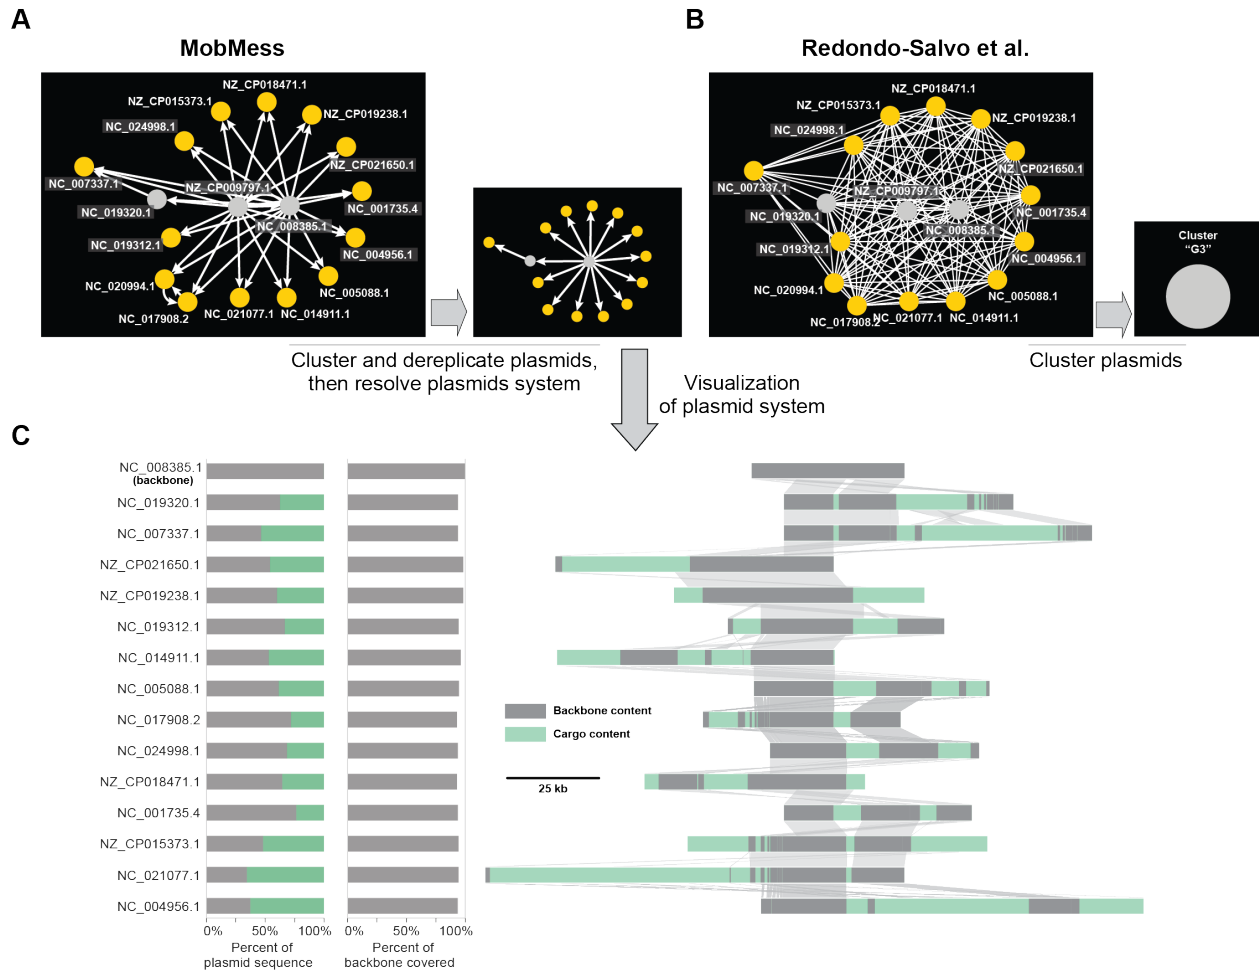 A
B
MobMess
Redondo-Salvo et al.
NZ_CP018471.1
NZ_CP015373.1
NZ_CP019238.1
NC_024998.1
NZ_CP021650.1
NC_007337.1
NZ_CP009797.1
NC_019320.1
NC_001735.4
NC_008385.1
NC_019312.1
NC_004956.1
NC_020994.1
NC_005088.1
NC_017908.2
NC_021077.1
NC_014911.1
NZ_CP018471.1
NZ_CP015373.1
NZ_CP019238.1
NC_024998.1
NZ_CP021650.1
NC_007337.1
NZ_CP009797.1
NC_019320.1
NC_001735.4
NC_008385.1
NC_019312.1
NC_004956.1
NC_020994.1
NC_005088.1
NC_017908.2
NC_021077.1
NC_014911.1
Cluster
“G3”
Cluster and dereplicate plasmids,
then resolve plasmids system
Cluster plasmids
Visualization
of plasmid system
C
NC_008385.1
(backbone)
NC_019320.1
NC_007337.1
NZ_CP021650.1
NZ_CP019238.1
NC_019312.1
NC_014911.1
NC_005088.1
NC_017908.2
NC_024998.1
NZ_CP018471.1
NC_001735.4
NZ_CP015373.1
NC_021077.1
NC_004956.1
Backbone content
Cargo content
25 kb
0% 50% 100%
0% 50% 100%
Percent of
plasmid sequence
Percent of
backbone covered